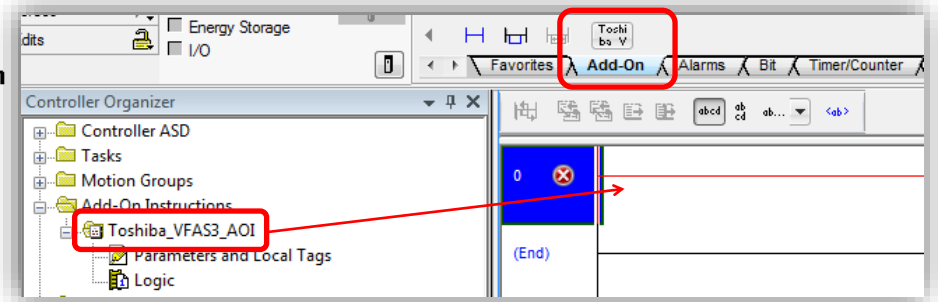 Energy Storage
dits
I/O
Toshi
ba V
n
Favorites
Add-On
Alarms
Bit
Timer/Counter
Controller Organizer
abcd
ab
cd
ab...
<ab>
Controller ASD
Tasks
Motion Groups
Add-On Instructions
Toshiba_VFAS3_AOI
Parameters and Local Tags
Logic
0
(End)